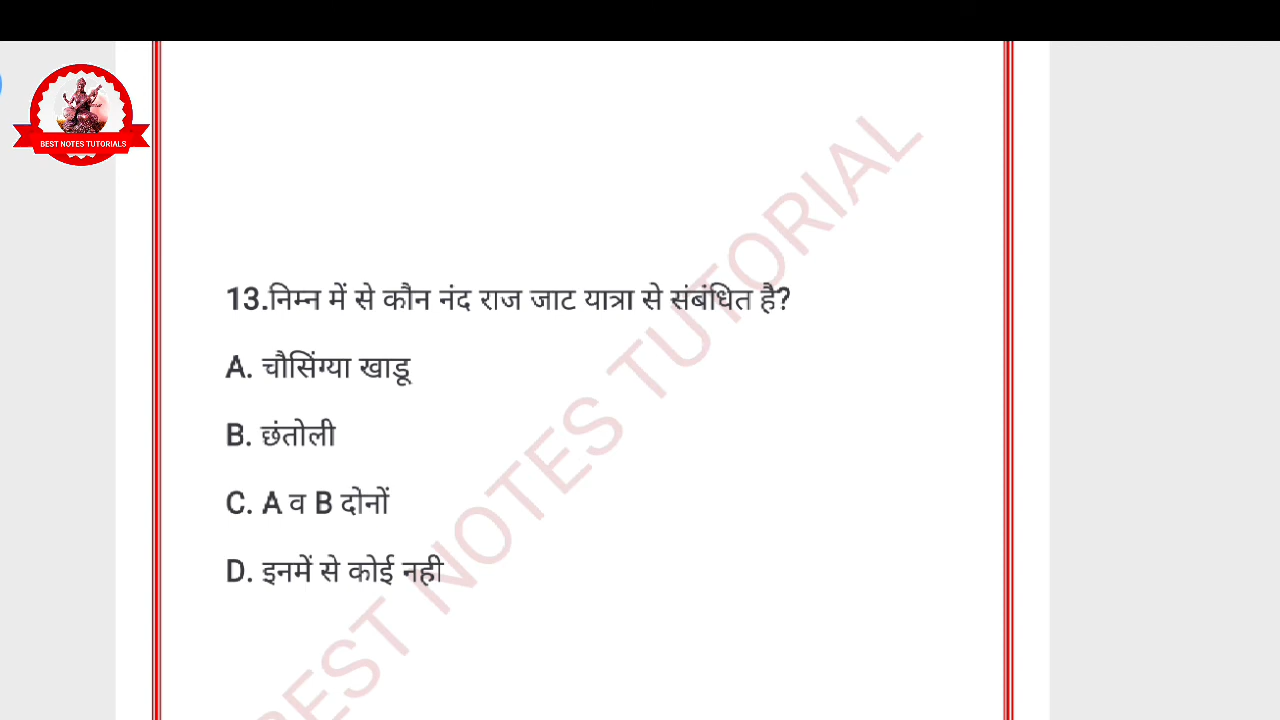 BEST NOTES TUTORIALS
13.निम्न में से कौन नंद राज जाट यात्रा से संबंधित है?
A. चौसिंग्या खाडू
B. छंतोली
C. A व B दोनों
D. इनमें से कोई नही
BEST NOTES TUTORIAL